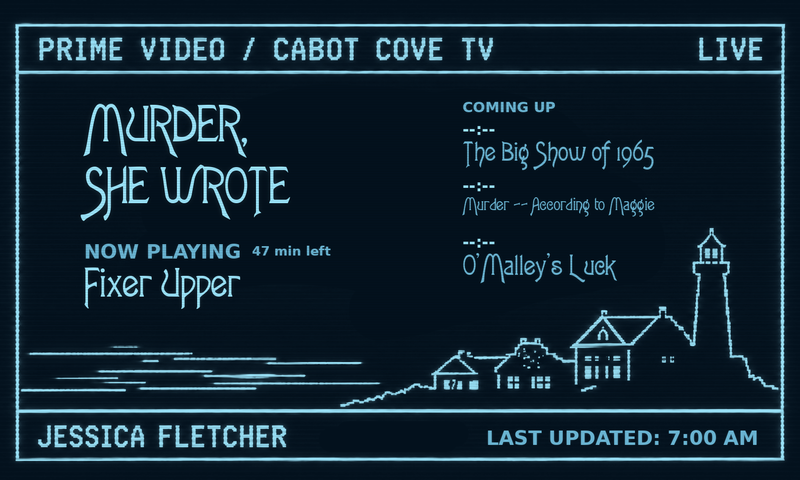 PRIME VIDEO / CABOT COVE TV
LIVE
MURDER,
SHE WROTE
NOW PLAYING 47 min left
Fixer Upper
COMING UP
--:--
The Big Show of 1965
--:--
Murder -- According to Maggie
--:--
O'Malley's Luck
JESSICA FLETCHER
LAST UPDATED: 7:00 AM